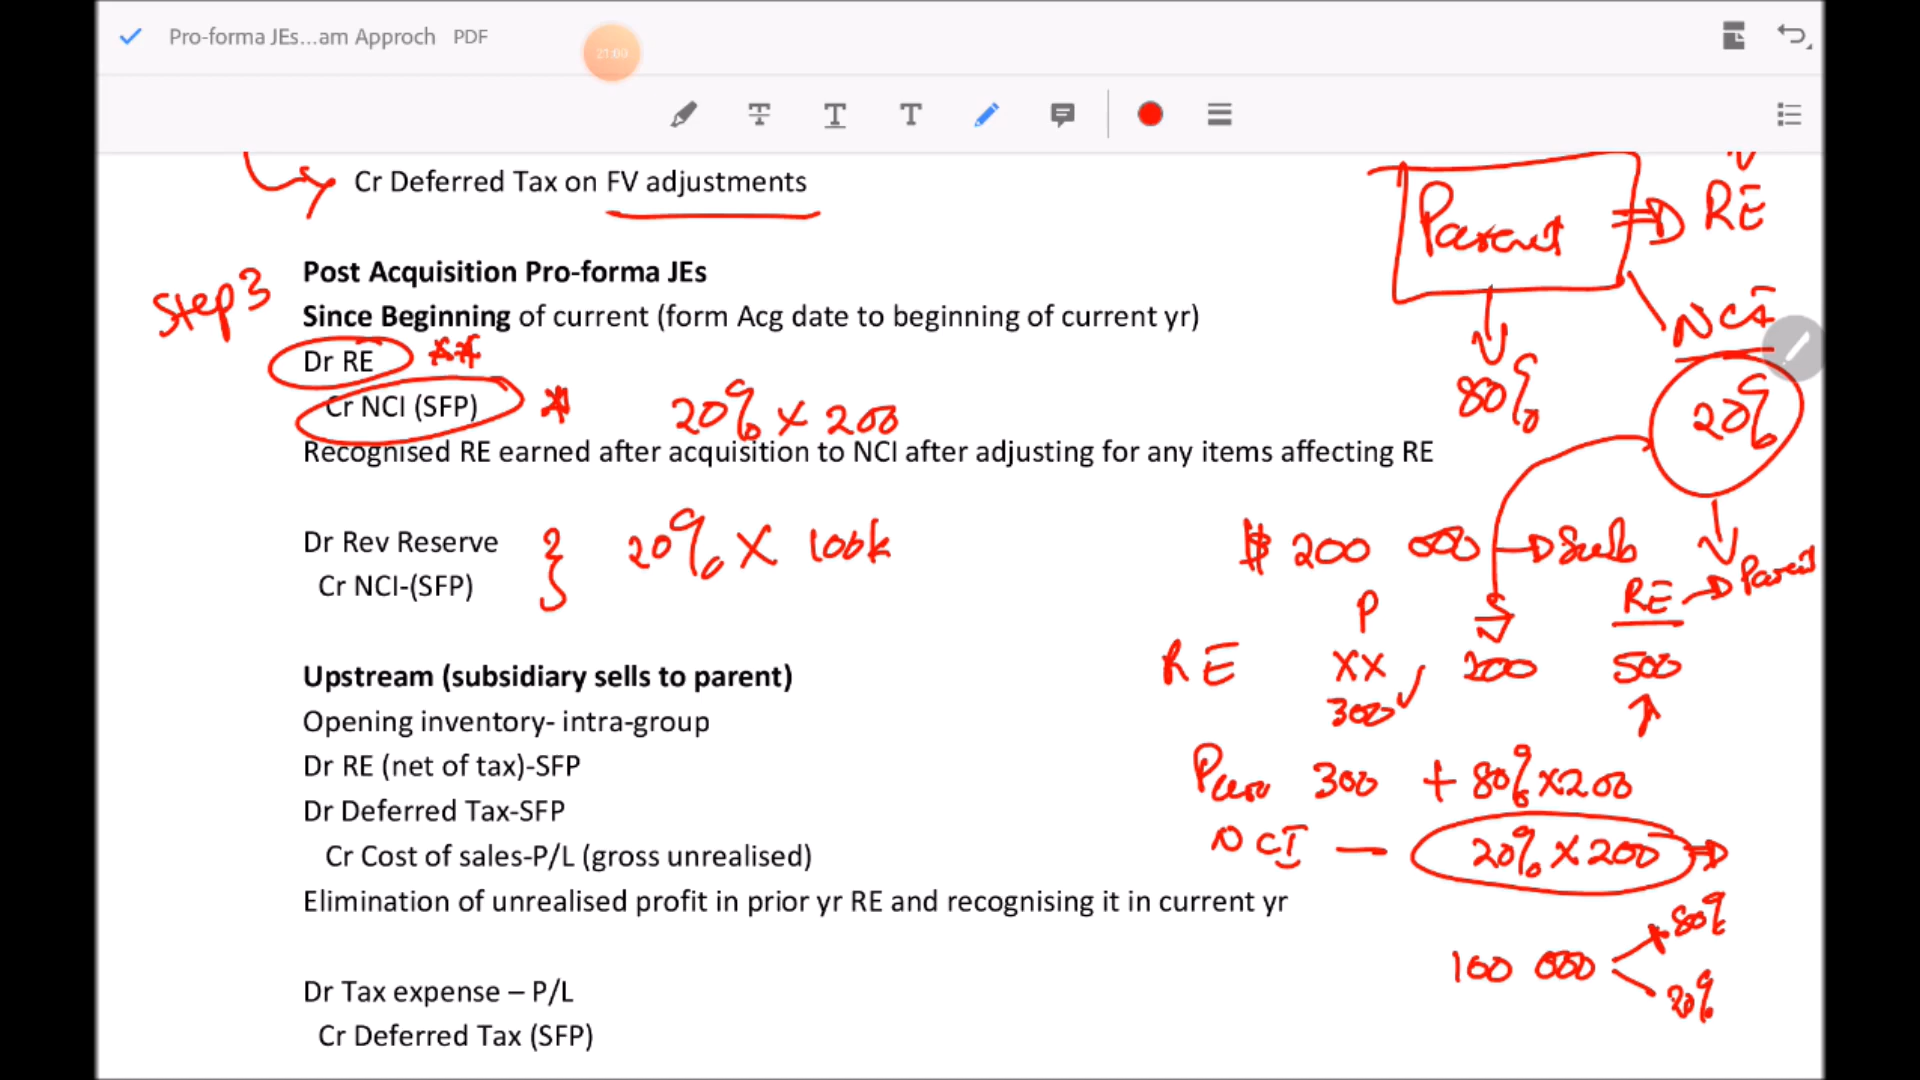 Pro-forma JEs...am Approch PDF
21:00
Cr Deferred Tax on FV adjustments
Parent
RE
Post Acquisition Pro-forma JEs
Step 3
Since Beginning of current (form Acg date to beginning of current yr)
NCI
Dr RE **
80%
20%
Cr NCI (SFP) * 20% x 200
Recognised RE earned after acquisition to NCI after adjusting for any items affecting RE
Dr Rev Reserve
Cr NCI-(SFP)
20% X 100k
$ 200 000 Sub
Parent
P S RE
RE XX 200 500
300
Upstream (subsidiary sells to parent)
Opening inventory- intra-group
Dr RE (net of tax)-SFP
300 + 80% x 200
Dr Deferred Tax-SFP
NCI — 20% x 200
Cr Cost of sales-P/L (gross unrealised)
Elimination of unrealised profit in prior yr RE and recognising it in current yr
100 000
80%
20%
Dr Tax expense – P/L
Cr Deferred Tax (SFP)